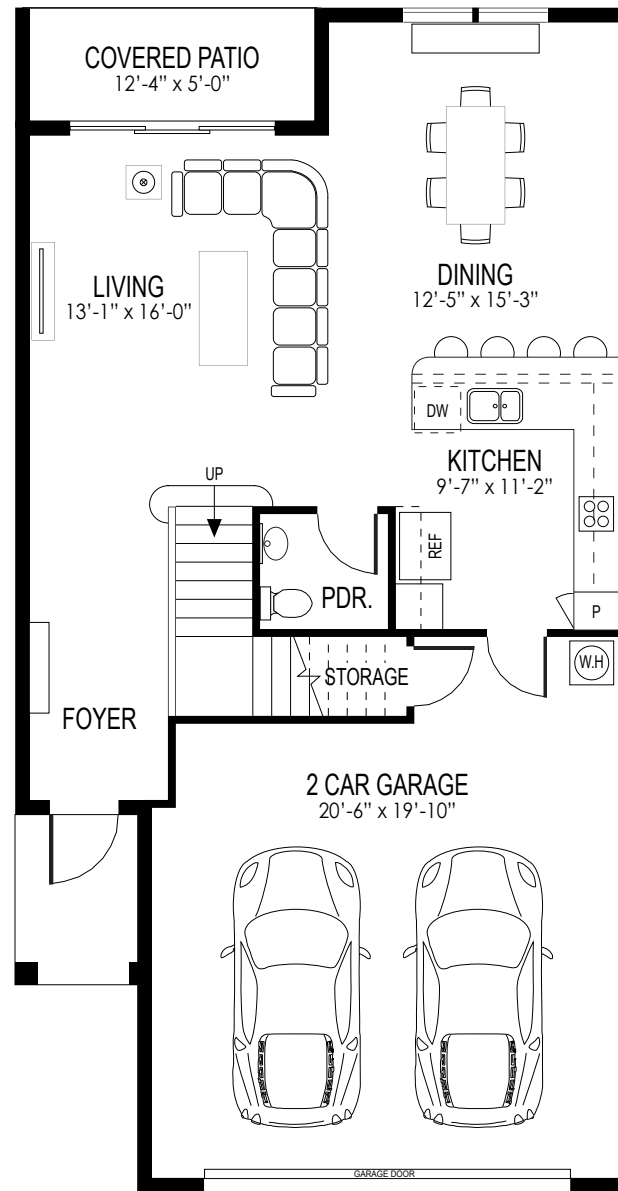 COVERED PATIO
12'-4” x 5'-0”
LIVING
13'-1” x 16'-0”
DINING
12'-5” x 15'-3”
DW
KITCHEN
9'-7” x 11'-2”
UP
REF
PDR.
P
W.H
STORAGE
FOYER
2 CAR GARAGE
20'-6” x 19'-10”
GARAGE DOOR